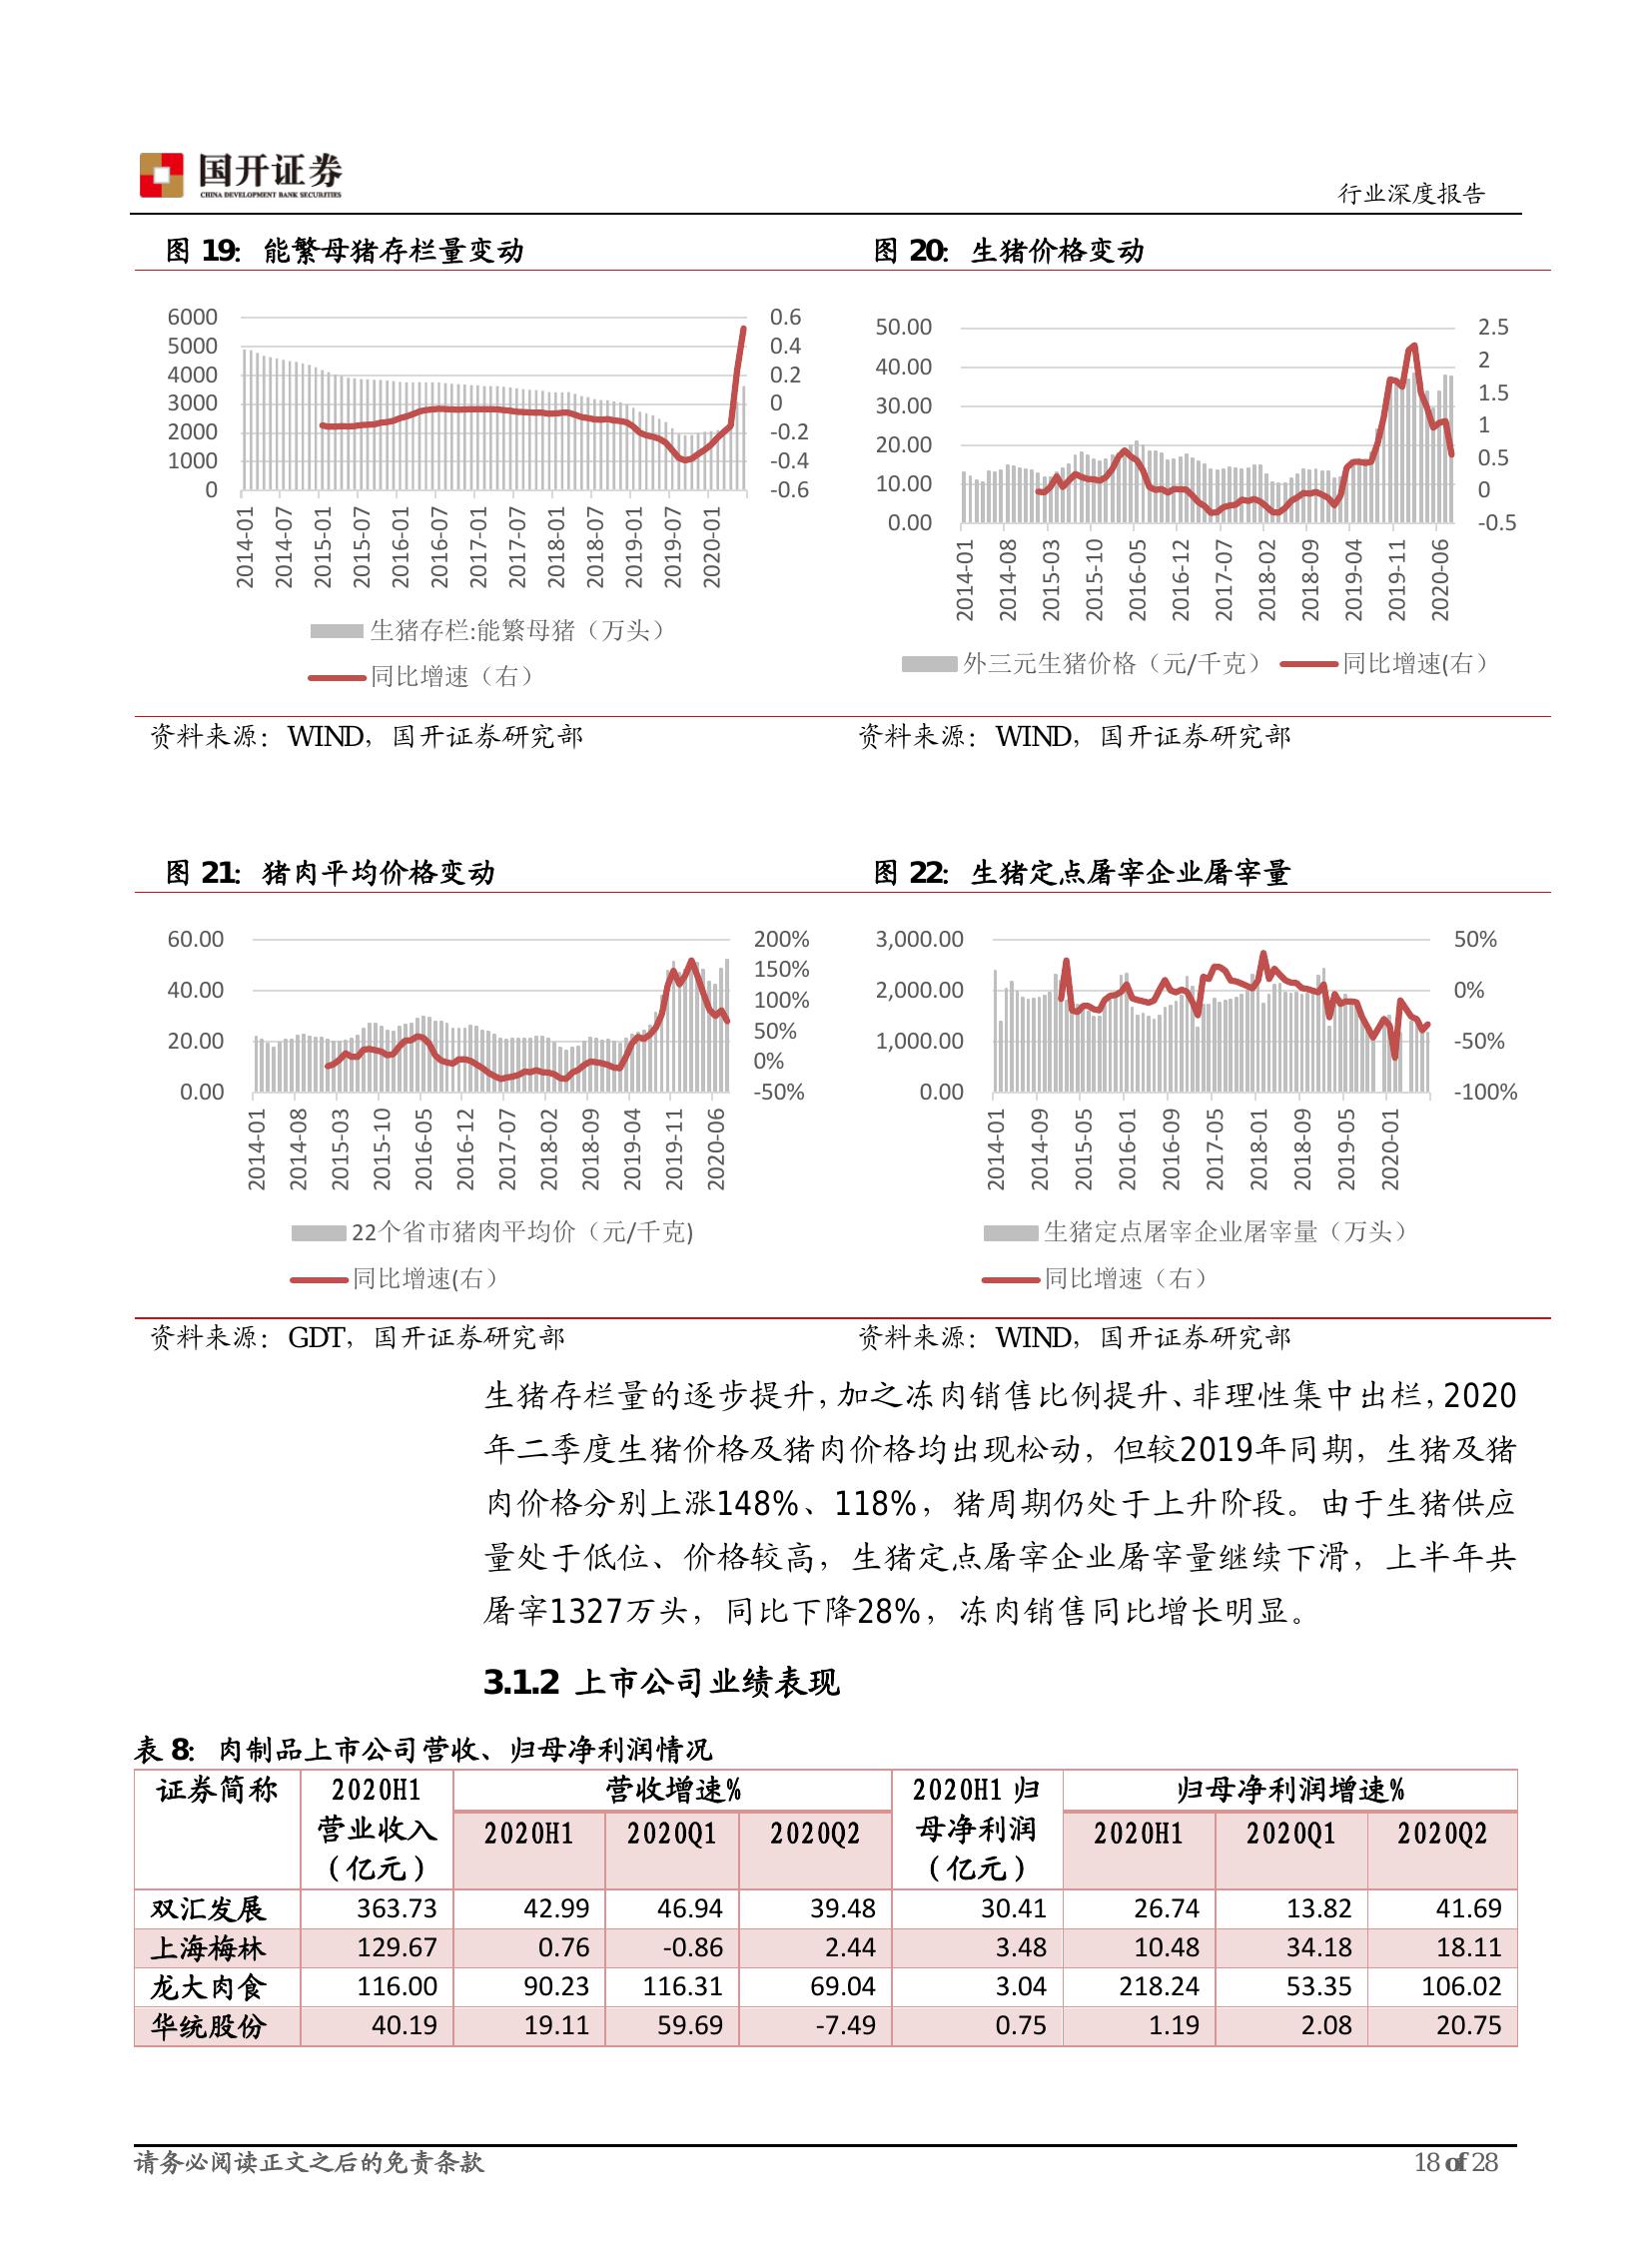 国开证券
CHINA DEVELOPMENT BANK SECURITIES
行业深度报告
图 19：能繁母猪存栏量变动
6000
5000
4000
3000
2000
1000
0
0.6
0.4
0.2
0
-0.2
-0.4
-0.6
2014-01
2014-07
2015-01
2015-07
2016-01
2016-07
2017-01
2017-07
2018-01
2018-07
2019-01
2019-07
2020-01
生猪存栏:能繁母猪（万头）
同比增速（右）
资料来源：WIND，国开证券研究部
图 20：生猪价格变动
50.00
40.00
30.00
20.00
10.00
0.00
2.5
2
1.5
1
0.5
0
-0.5
2014-01
2014-08
2015-03
2015-10
2016-05
2016-12
2017-07
2018-02
2018-09
2019-04
2019-11
2020-06
外三元生猪价格（元/千克） 同比增速(右）
资料来源：WIND，国开证券研究部
图 21：猪肉平均价格变动
60.00
40.00
20.00
0.00
200%
150%
100%
50%
0%
-50%
2014-01
2014-08
2015-03
2015-10
2016-05
2016-12
2017-07
2018-02
2018-09
2019-04
2019-11
2020-06
22个省市猪肉平均价（元/千克)
同比增速(右）
资料来源：GDT，国开证券研究部
图 22：生猪定点屠宰企业屠宰量
3,000.00
2,000.00
1,000.00
0.00
50%
0%
-50%
-100%
2014-01
2014-09
2015-05
2016-01
2016-09
2017-05
2018-01
2018-09
2019-05
2020-01
生猪定点屠宰企业屠宰量（万头）
同比增速（右）
资料来源：WIND，国开证券研究部
生猪存栏量的逐步提升，加之冻肉销售比例提升、非理性集中出栏，2020
年二季度生猪价格及猪肉价格均出现松动，但较2019年同期，生猪及猪
肉价格分别上涨148%、118%，猪周期仍处于上升阶段。由于生猪供应
量处于低位、价格较高，生猪定点屠宰企业屠宰量继续下滑，上半年共
屠宰1327万头，同比下降28%，冻肉销售同比增长明显。
3.1.2 上市公司业绩表现
表 8：肉制品上市公司营收、归母净利润情况
证券简称 2020H1 营收增速% 2020H1 归 归母净利润增速%
营业收入 2020H1 2020Q1 2020Q2 母净利润 2020H1 2020Q1 2020Q2
（亿元） （亿元）
双汇发展 363.73 42.99 46.94 39.48 30.41 26.74 13.82 41.69
上海梅林 129.67 0.76 -0.86 2.44 3.48 10.48 34.18 18.11
龙大肉食 116.00 90.23 116.31 69.04 3.04 218.24 53.35 106.02
华统股份 40.19 19.11 59.69 -7.49 0.75 1.19 2.08 20.75
请务必阅读正文之后的免责条款
18 of 28